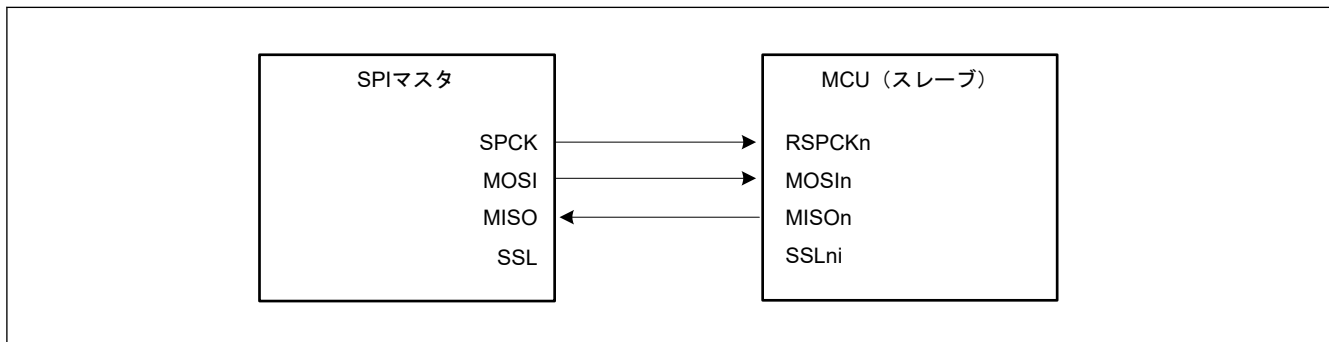 SPIマスタ
SPCK
MOSI
MISO
SSL
MCU（スレーブ）
RSPCKn
MOSIn
MISOn
SSLni